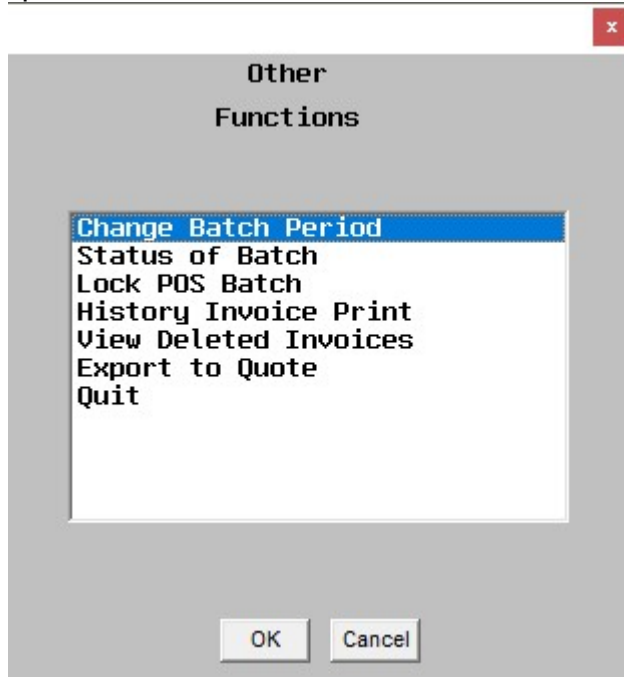 x
Other
Functions
Change Batch Period
Status of Batch
Lock POS Batch
History Invoice Print
View Deleted Invoices
Export to Quote
Quit
OK Cancel